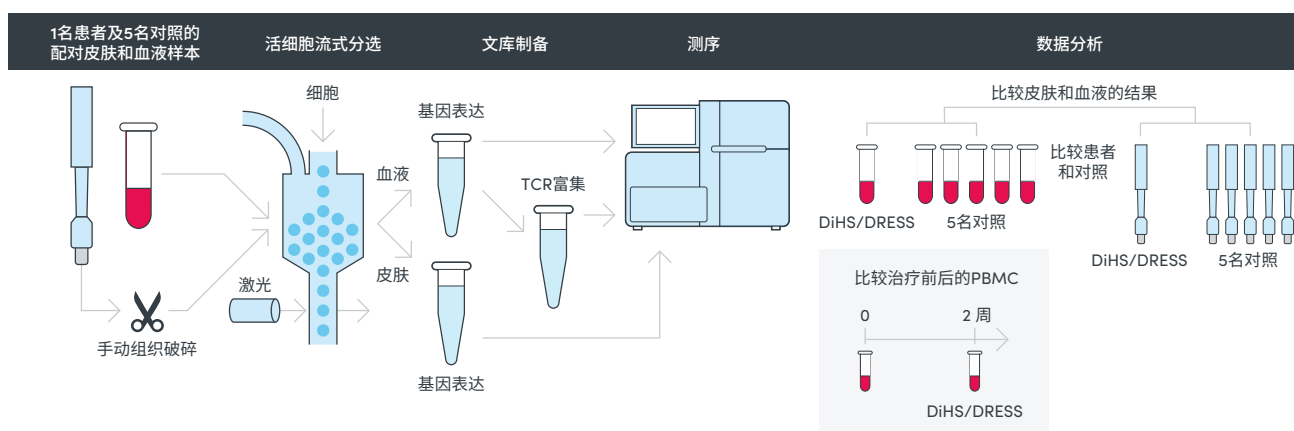 1名患者及5名对照的
配对皮肤和血液样本
活细胞流式分选
文库制备
测序
数据分析
细胞
基因表达
血液
TCR富集
皮肤
激光
手动组织破碎
基因表达
比较皮肤和血液的结果
比较患者
和对照
DiHS/DRESS
5名对照
DiHS/DRESS
5名对照
比较治疗前后的PBMC
0
2 周
DiHS/DRESS